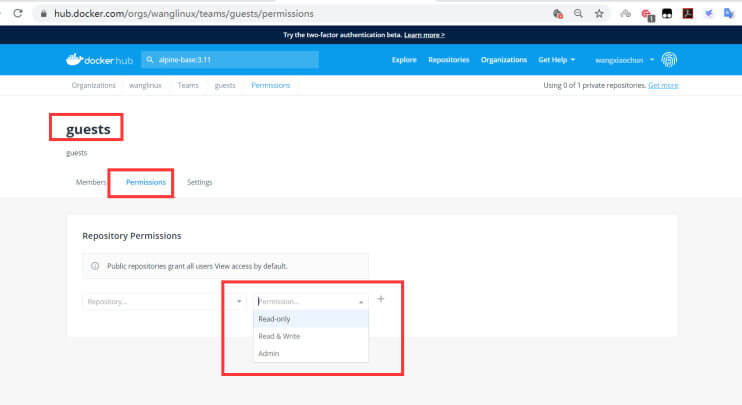 hub.docker.com/orgs/wanglinux/teams/guests/permissions
Try the two-factor authentication beta. Learn more >
dockerhub alpine-base:3.11 Explore Repositories Organizations Get Help wangxiaochun
Organizations wanglinux Teams guests Permissions Using 0 of 1 private repositories. Get more
guests
guests
Members Permissions Settings
Repository Permissions
Public repositories grant all users View access by default.
Repository... Permission... +
Read-only
Read & Write
Admin